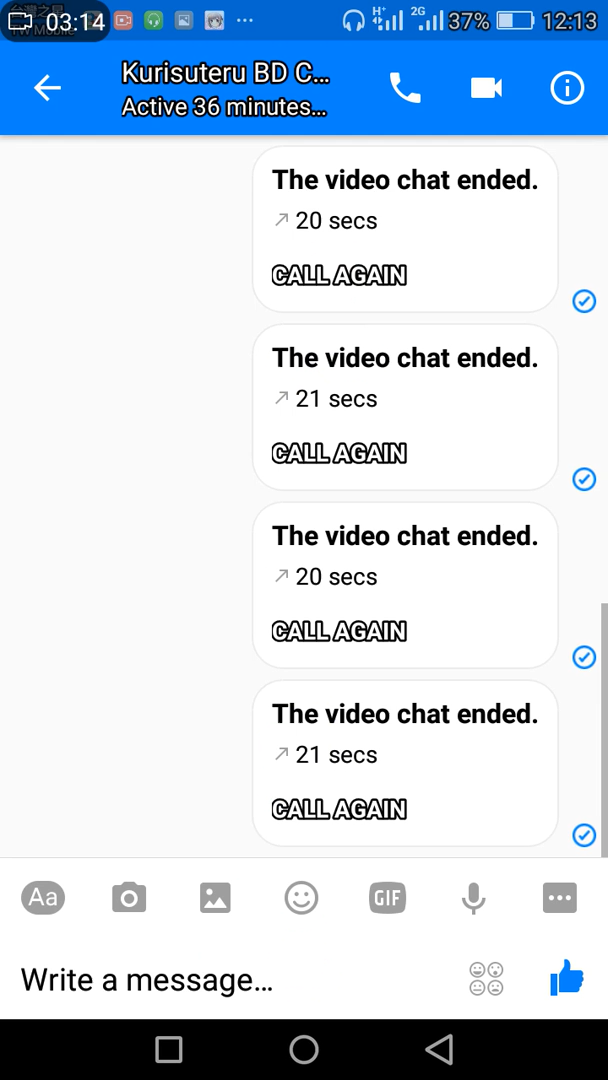 03:14
H+
2G
37%
12:13
Kurisuteru BD C...
Active 36 minutes...
The video chat ended.
20 secs
CALL AGAIN
The video chat ended.
21 secs
CALL AGAIN
The video chat ended.
20 secs
CALL AGAIN
The video chat ended.
21 secs
CALL AGAIN
Aa
GIF
Write a message...